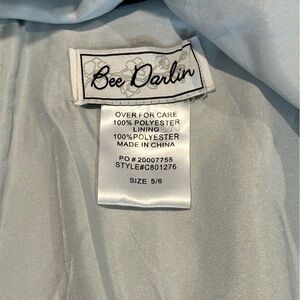 Bee Darlin
OVER FOR CARE
100% POLYESTER
LINING
100%POLYESTER
MADE IN CHINA
PO # 20007755
STYLE#C801276
SIZE 5/6